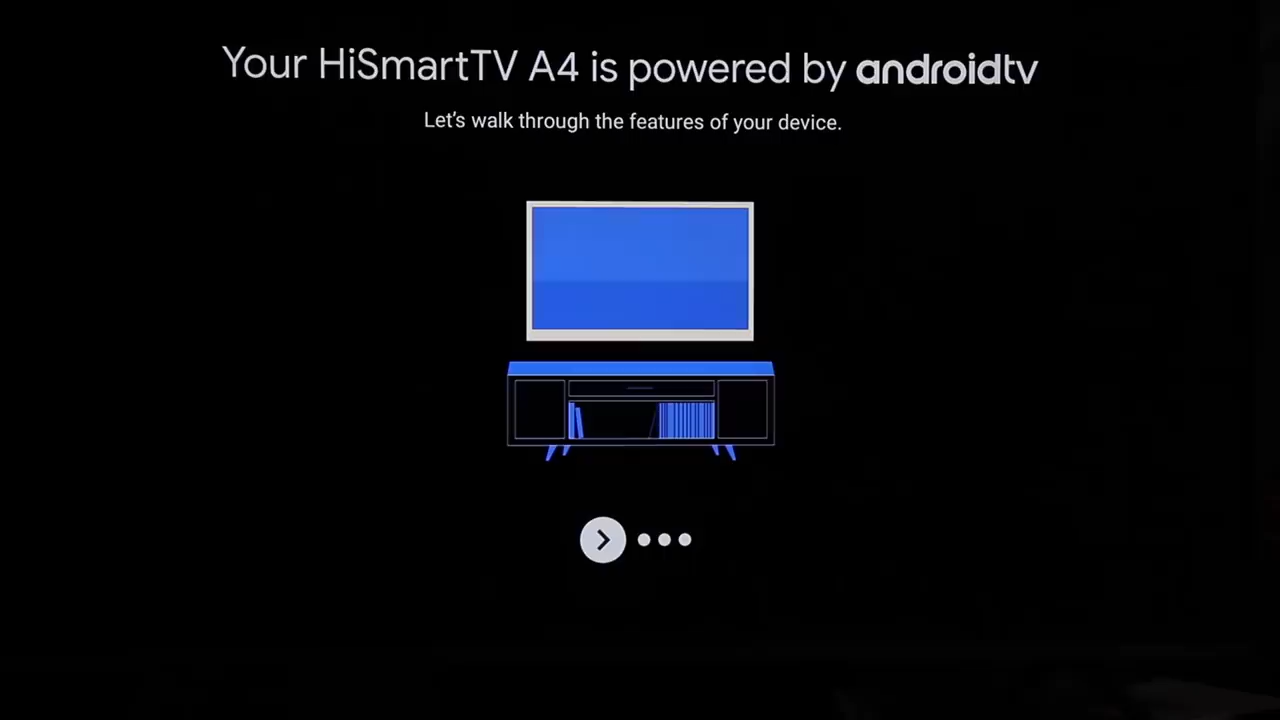 Your HiSmartTV A4 is powered by androidtv
Let's walk through the features of your device.